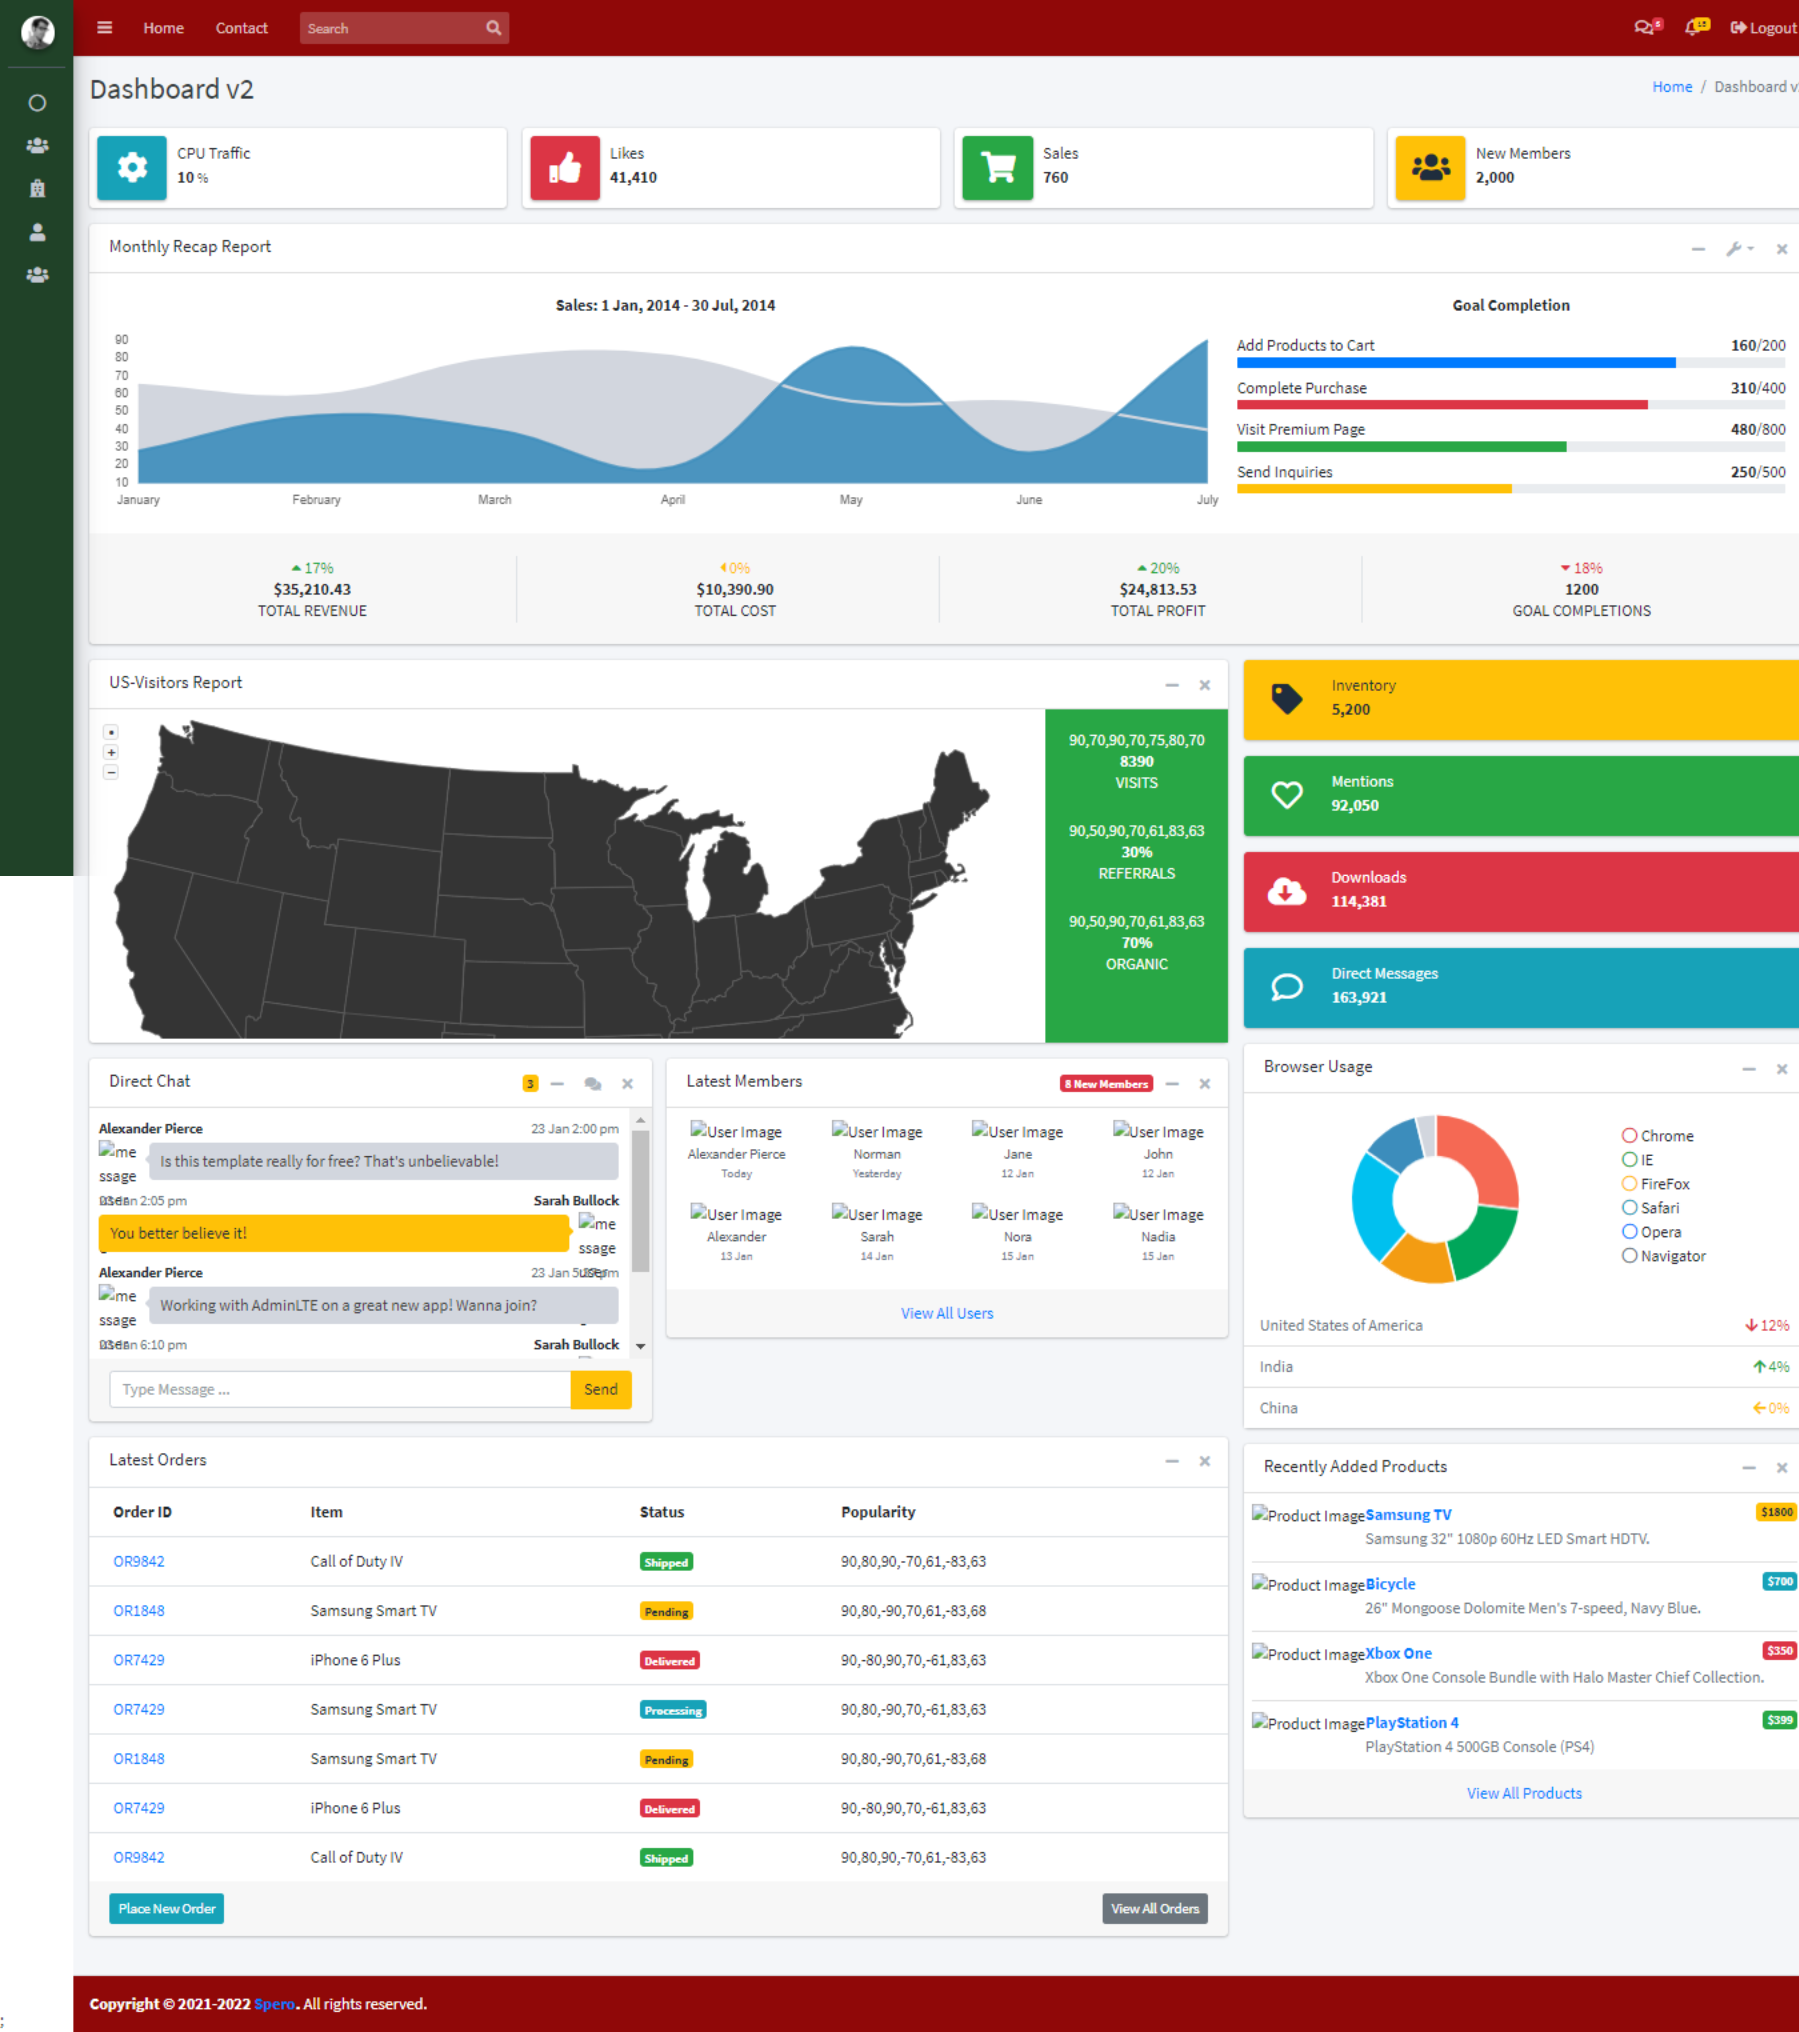 Home
Contact
Search
5
15
Logout
Dashboard v2
Home / Dashboard v
CPU Traffic
10 %
Likes
41,410
Sales
760
New Members
2,000
Monthly Recap Report
Sales: 1 Jan, 2014 - 30 Jul, 2014
90
80
70
60
50
40
30
20
10
January
February
March
April
May
June
July
Goal Completion
Add Products to Cart
160/200
Complete Purchase
310/400
Visit Premium Page
480/800
Send Inquiries
250/500
17%
$35,210.43
TOTAL REVENUE
0%
$10,390.90
TOTAL COST
20%
$24,813.53
TOTAL PROFIT
18%
1200
GOAL COMPLETIONS
US-Visitors Report
90,70,90,70,75,80,70
8390
VISITS
90,50,90,70,61,83,63
30%
REFERRALS
90,50,90,70,61,83,63
70%
ORGANIC
Inventory
5,200
Mentions
92,050
Downloads
114,381
Direct Messages
163,921
Direct Chat
3
Alexander Pierce
23 Jan 2:00 pm
me
ssage
Is this template really for free? That's unbelievable!
2:05 pm
Sarah Bullock
You better believe it!
me
ssage
Alexander Pierce
23 Jan
me
ssage
Working with AdminLTE on a great new app! Wanna join?
6:10 pm
Sarah Bullock
Type Message ...
Send
Latest Members
8 New Members
User Image
Alexander Pierce
Today
User Image
Norman
Yesterday
User Image
Jane
12 Jan
User Image
John
12 Jan
User Image
Alexander
13 Jan
User Image
Sarah
14 Jan
User Image
Nora
15 Jan
User Image
Nadia
15 Jan
View All Users
Browser Usage
Chrome
IE
FireFox
Safari
Opera
Navigator
United States of America
12%
India
4%
China
0%
Latest Orders
Order ID Item Status Popularity
OR9842 Call of Duty IV Shipped 90,80,90,-70,61,-83,63
OR1848 Samsung Smart TV Pending 90,80,-90,70,61,-83,68
OR7429 iPhone 6 Plus Delivered 90,-80,90,70,-61,83,63
OR7429 Samsung Smart TV Processing 90,80,-90,70,61,-83,63
OR1848 Samsung Smart TV Pending 90,80,-90,70,61,-83,68
OR7429 iPhone 6 Plus Delivered 90,-80,90,70,-61,83,63
OR9842 Call of Duty IV Shipped 90,80,90,-70,61,-83,63
Place New Order
View All Orders
Recently Added Products
Product Image Samsung TV $1800
Samsung 32" 1080p 60Hz LED Smart HDTV.
Product Image Bicycle $700
26" Mongoose Dolomite Men's 7-speed, Navy Blue.
Product Image Xbox One $350
Xbox One Console Bundle with Halo Master Chief Collection.
Product Image PlayStation 4 $399
PlayStation 4 500GB Console (PS4)
View All Products
Copyright © 2021-2022 Spero. All rights reserved.
;